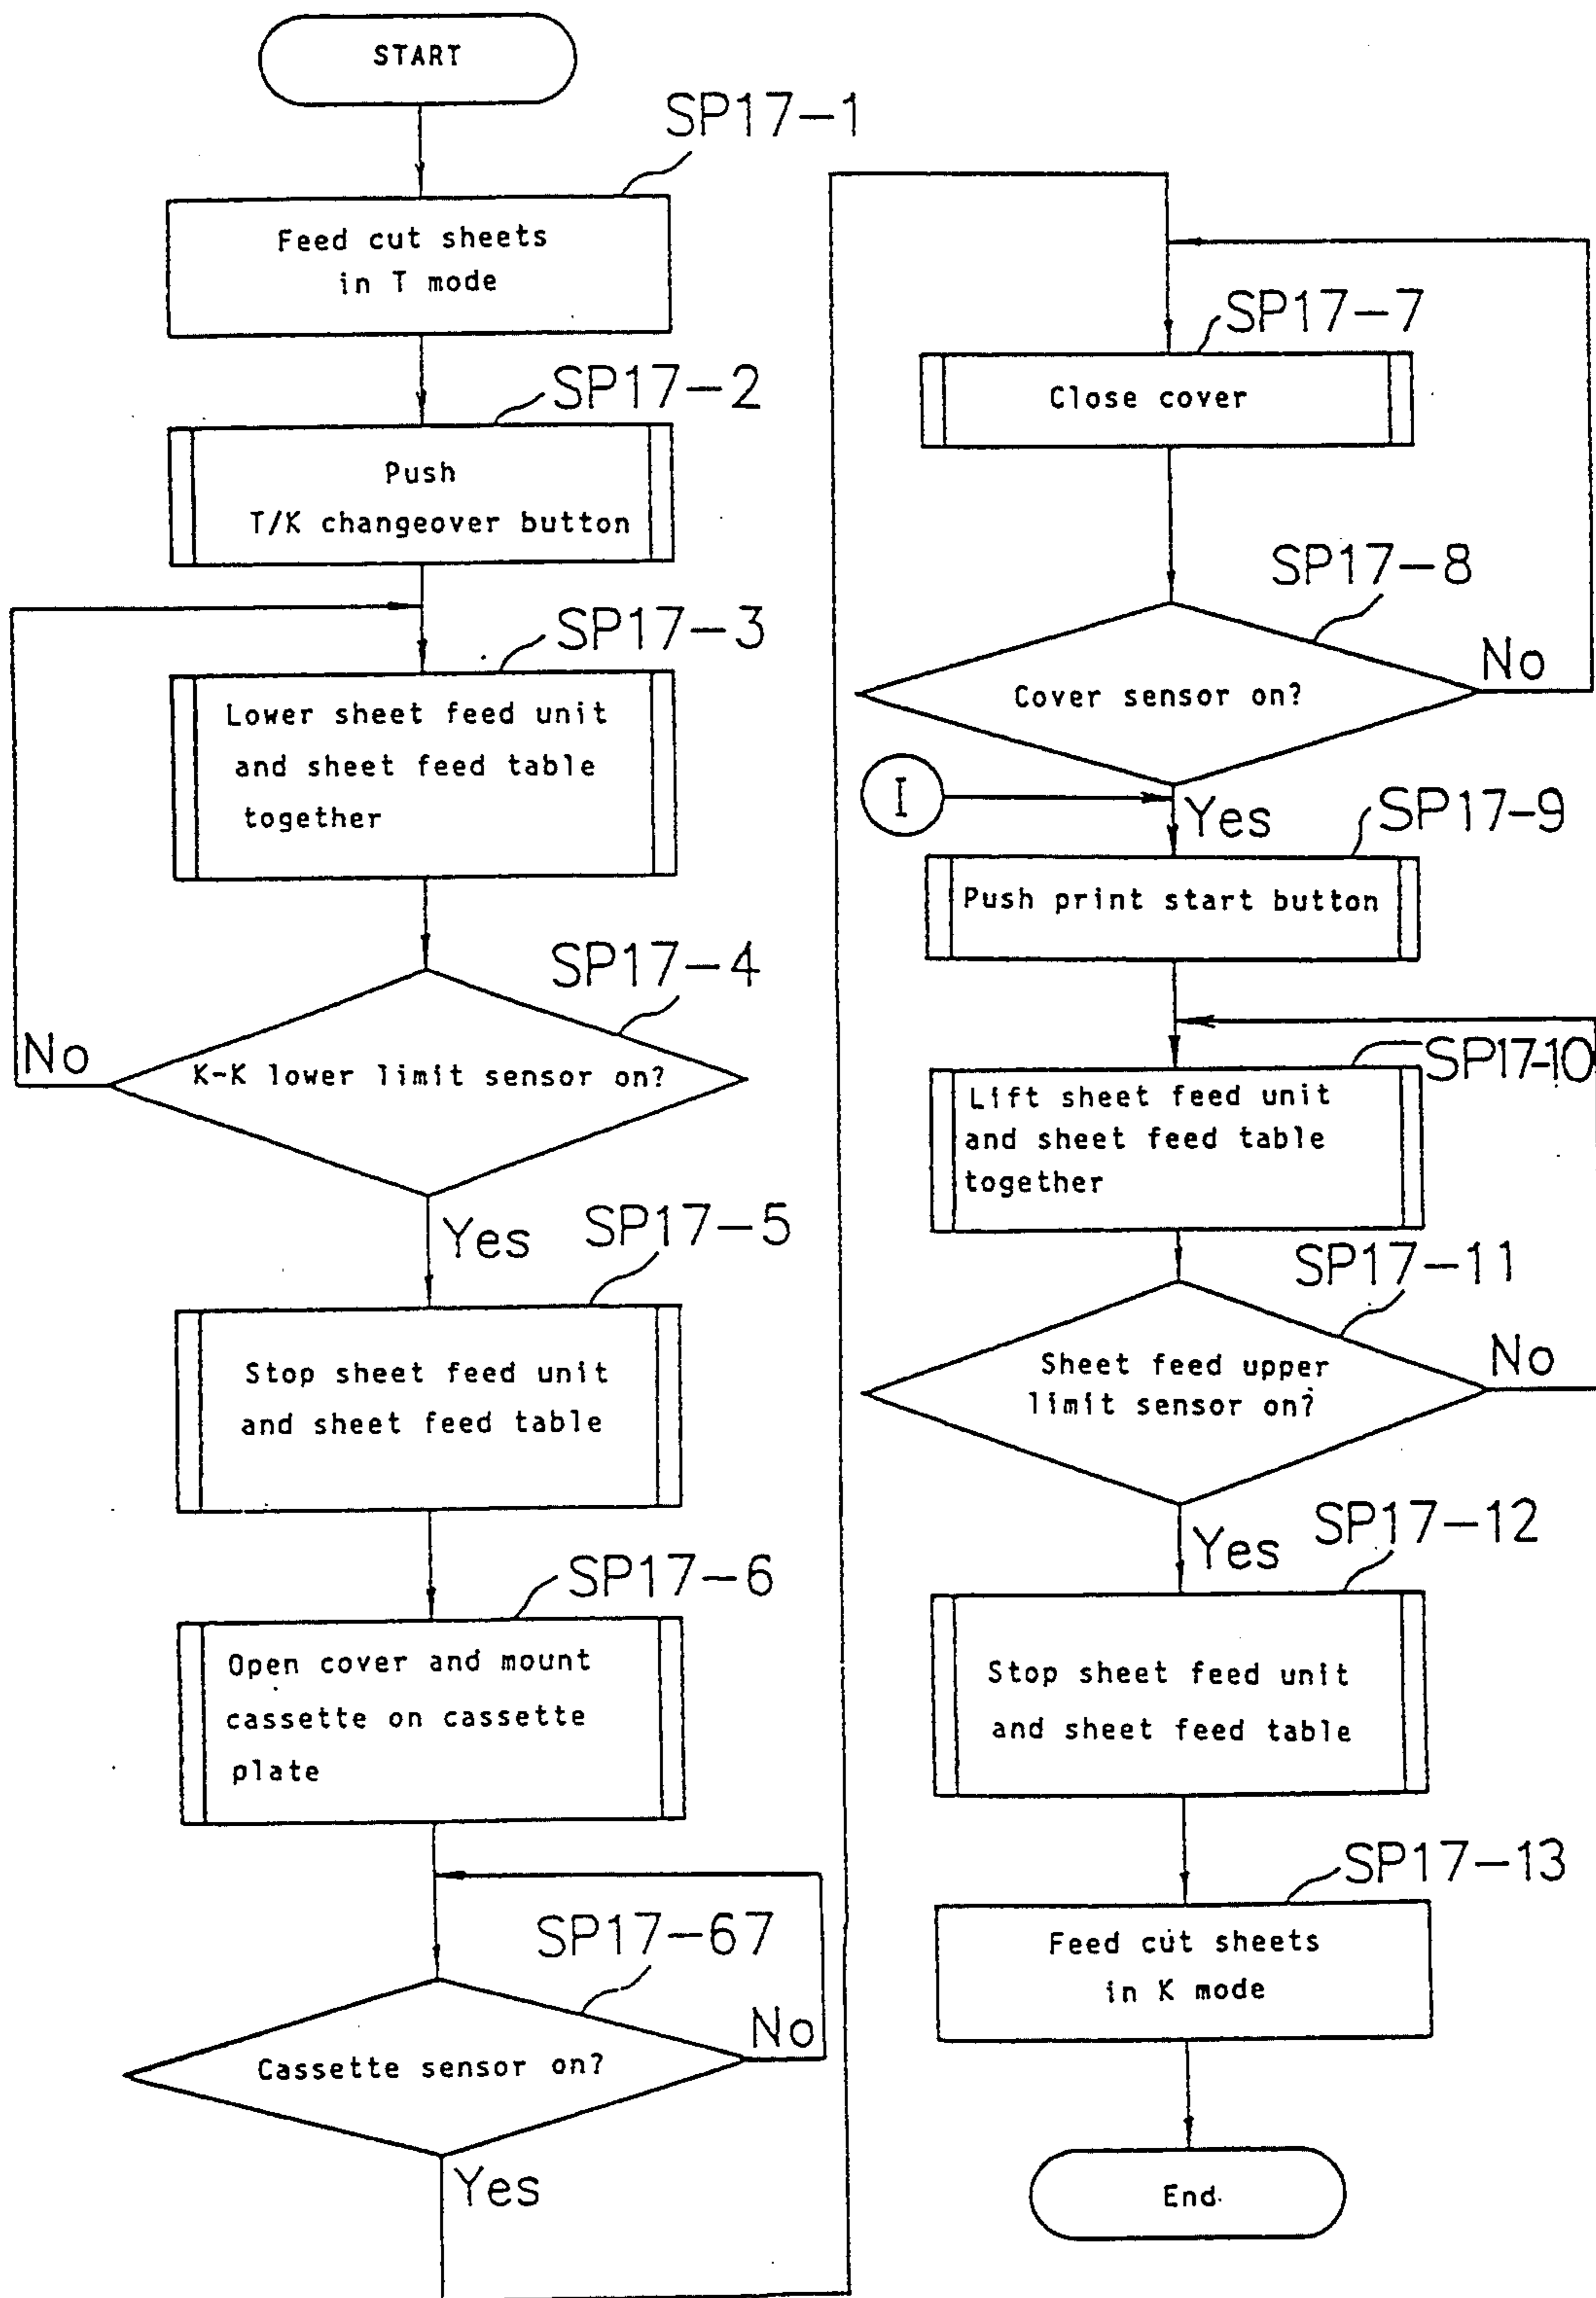 START
SP17-1
Feed cut sheets
in T mode
SP17-2
Push
T/K changeover button
SP17-3
Lower sheet feed unit
and sheet feed table
together
SP17-4
No
K-K lower limit sensor on?
Yes
SP17-5
Stop sheet feed unit
and sheet feed table
SP17-6
Open cover and mount
cassette on cassette
plate
SP17-67
No
Cassette sensor on?
Yes
SP17-7
Close cover
SP17-8
No
Cover sensor on?
I
Yes
SP17-9
Push print start button
SP17-10
Lift sheet feed unit
and sheet feed table
together
SP17-11
No
Sheet feed upper
limit sensor on?
Yes
SP17-12
Stop sheet feed unit
and sheet feed table
SP17-13
Feed cut sheets
in K mode
End